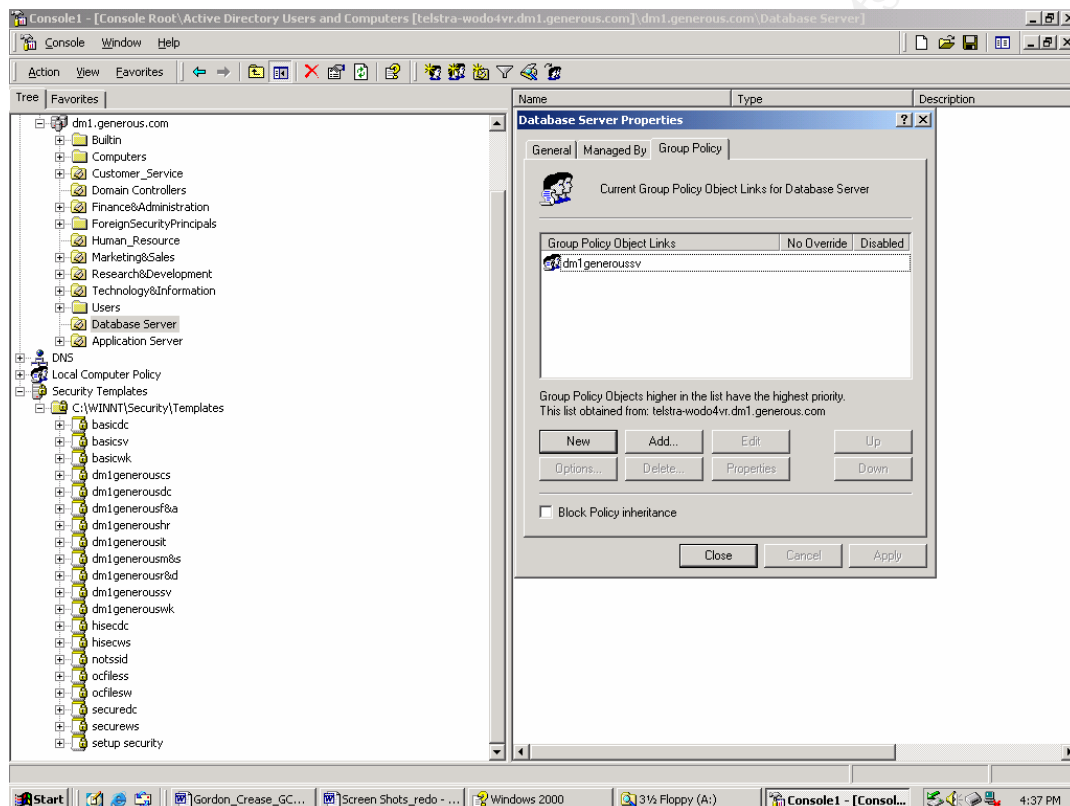 Console1 - [Console Root\Active Directory Users and Computers [telstra-wodo4vr.dm1.generous.com]\dm1.generous.com\Database Server]
Console Window Help
Action View Favorites
Tree Favorites
dm1.generous.com
Builtin
Computers
Customer_Service
Domain Controllers
Finance&Administration
ForeignSecurityPrincipals
Human_Resource
Marketing&Sales
Research&Development
Technology&Information
Users
Database Server
Application Server
DNS
Local Computer Policy
Security Templates
C:\WINNT\Security\Templates
basicdc
basicsv
basicwk
dm1generouscs
dm1generousdc
dm1generousf&a
dm1generoushr
dm1generousit
dm1generousm&s
dm1generousr&d
dm1generoussv
dm1generouswk
hisecdc
hisecws
notssid
ocfiless
ocfilesw
securedc
securews
setup security
Name Type Description
Database Server Properties
General Managed By Group Policy
Current Group Policy Object Links for Database Server
Group Policy Object Links No Override Disabled
dm1generoussv
Group Policy Objects higher in the list have the highest priority.
This list obtained from: telstra-wodo4vr.dm1.generous.com
New Add... Edit Up
Options... Delete... Properties Down
Block Policy inheritance
Close Cancel Apply
Start Gordon_Crease_GC... Screen Shots_redo - ... Windows 2000 3½ Floppy (A:) Console1 - [Consol... 4:37 PM